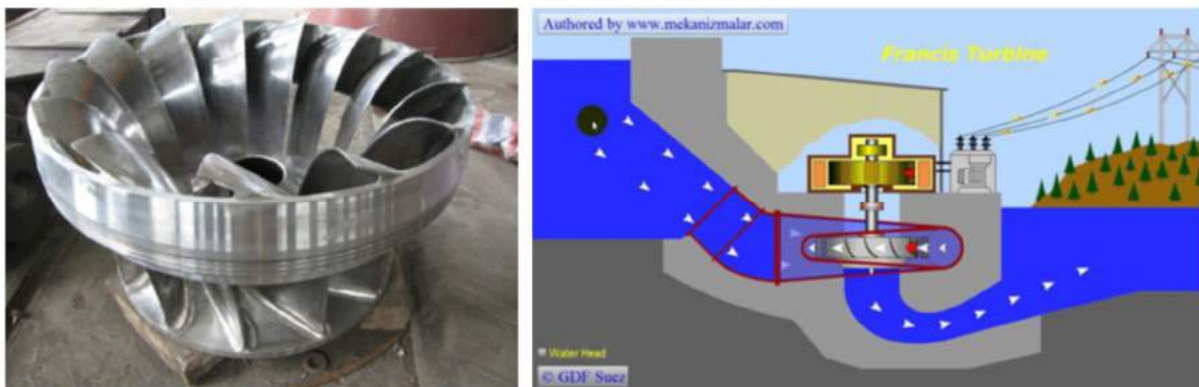 Authored by www.mekanizmalar.com
Francis Turbine
Water Head
© GDF Suez